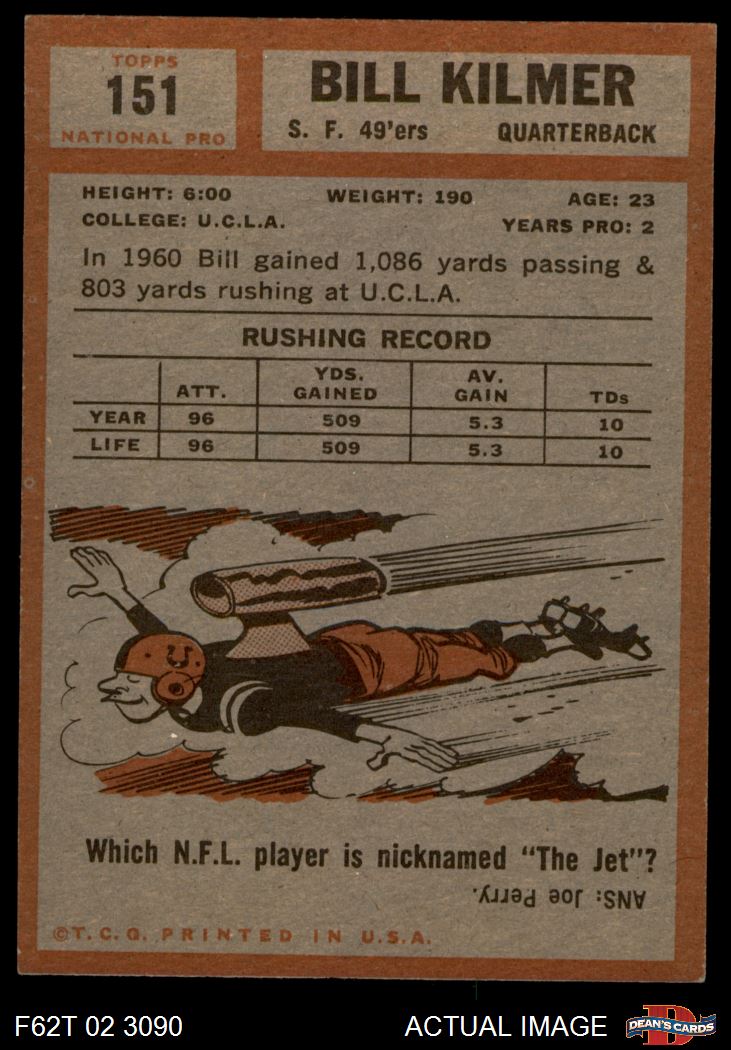 TOPPS
151
NATIONAL PRO
BILL KILMER
S. F. 49'ers QUARTERBACK
HEIGHT: 6:00 WEIGHT: 190 AGE: 23
COLLEGE: U.C.L.A. YEARS PRO: 2
In 1960 Bill gained 1,086 yards passing &
803 yards rushing at U.C.L.A.
RUSHING RECORD
ATT. YDS. GAINED AV. GAIN TDs
YEAR 96 509 5.3 10
LIFE 96 509 5.3 10
Which N.F.L. player is nicknamed "The Jet"?
ANS: Joe Perry.
©T.C.G. PRINTED IN U.S.A.
F62T 02 3090 ACTUAL IMAGE
D
DEAN'S CARDS